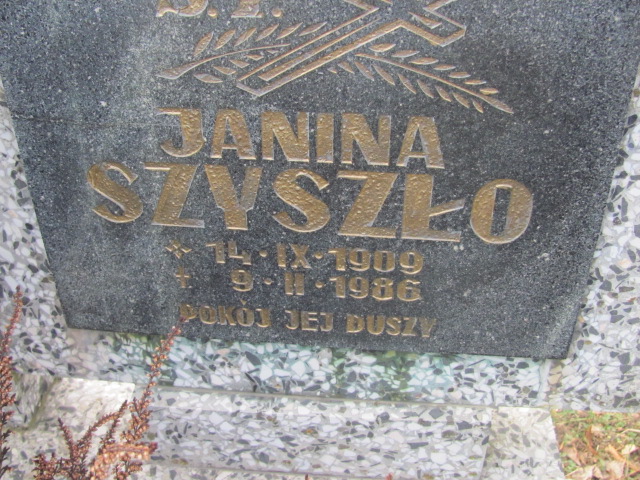 Ś.P.
JANINA
SZYSZŁO
* 14·IX·1909
† 9·II·1986
POKÓJ JEJ DUSZY